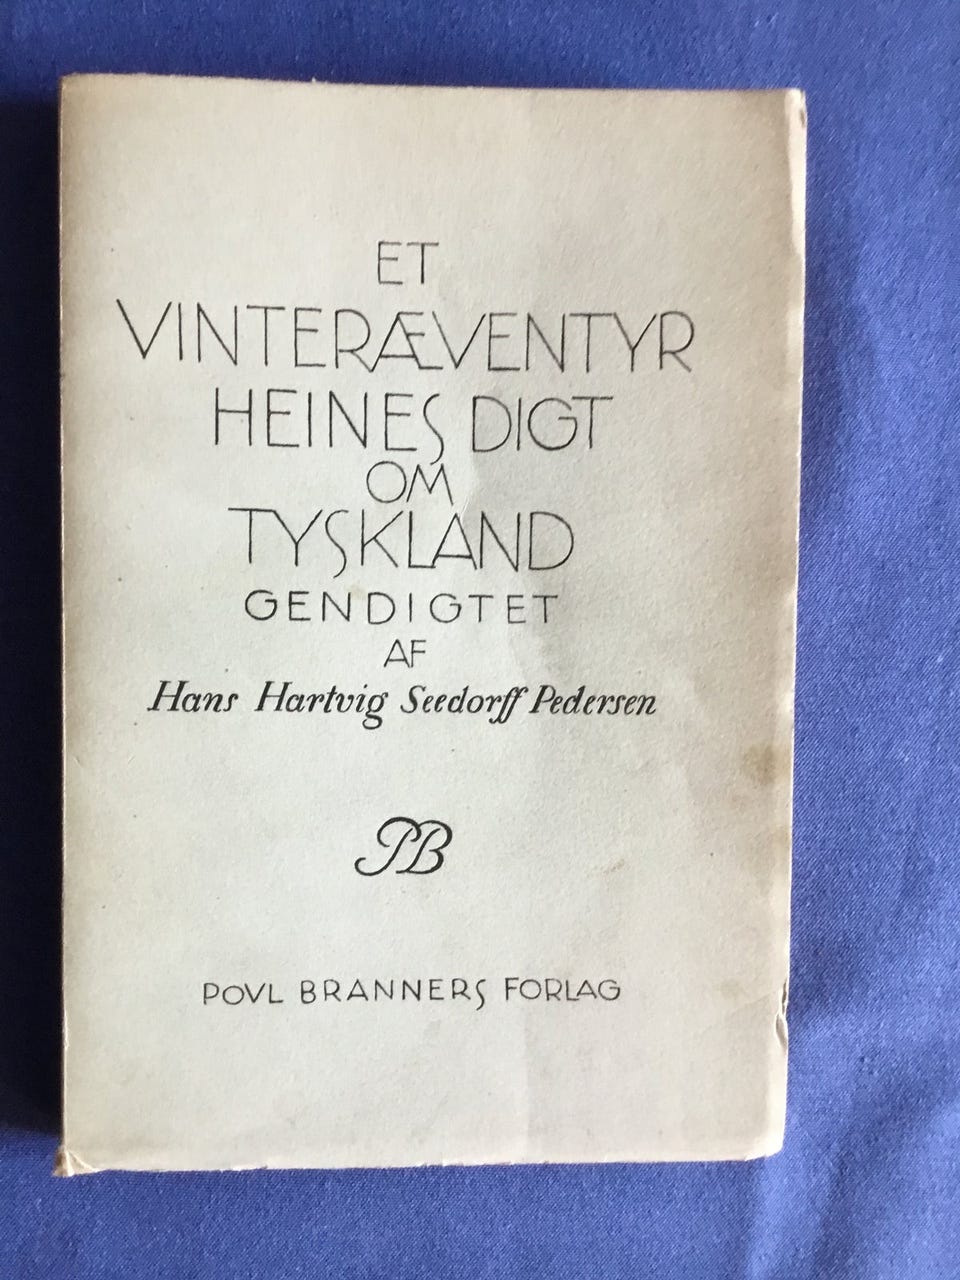 ET
VINTERÆVENTYR
HEINES DIGT
OM
TYSKLAND
GENDIGTET
AF
Hans Hartvig Seedorff Pedersen
PB
POVL BRANNERS FORLAG